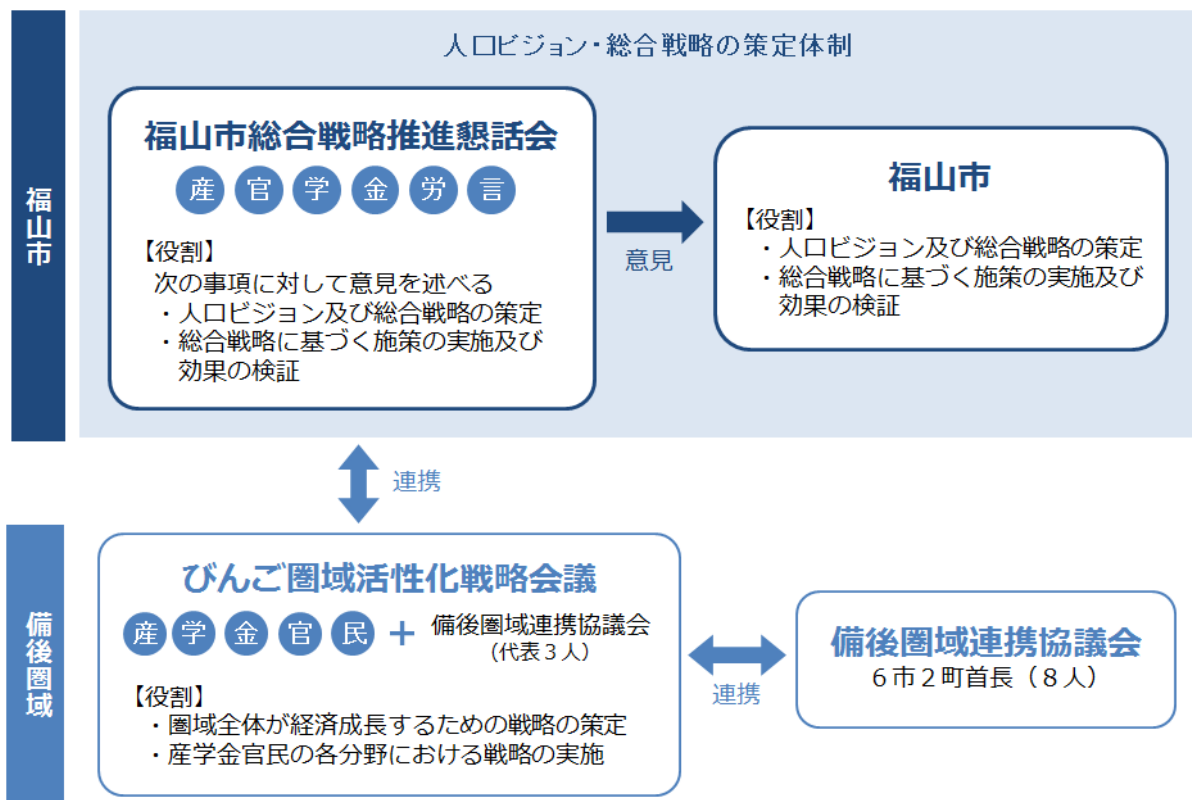 人口ビジョン・総合戦略の策定体制
福山市
福山市総合戦略推進懇話会
産 官 学 金 労 言
【役割】
次の事項に対して意見を述べる
・人口ビジョン及び総合戦略の策定
・総合戦略に基づく施策の実施及び
効果の検証
意見
福山市
【役割】
・人口ビジョン及び総合戦略の策定
・総合戦略に基づく施策の実施及び
効果の検証
連携
備後圏域
びんご圏域活性化戦略会議
産 学 金 官 民 + 備後圏域連携協議会
(代表3人)
【役割】
・圏域全体が経済成長するための戦略の策定
・産学金官民の各分野における戦略の実施
連携
備後圏域連携協議会
6市2町首長（8人）